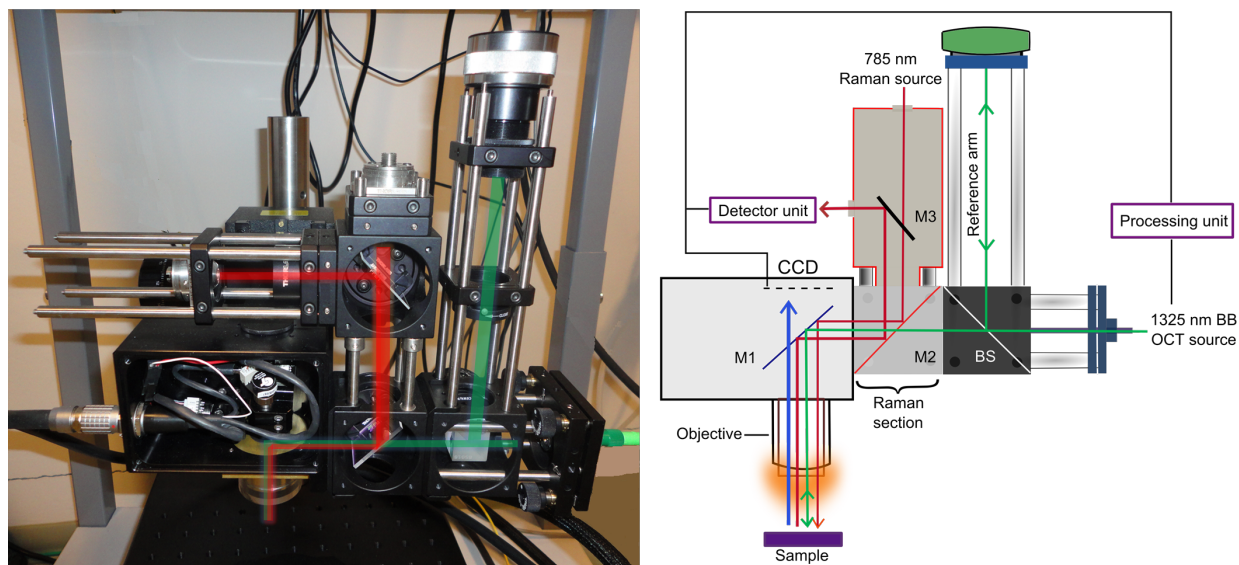 785 nm
Raman source
Reference arm
M3
Detector unit
Processing unit
CCD
1325 nm BB
OCT source
M1
M2
BS
Raman
section
Objective
Sample